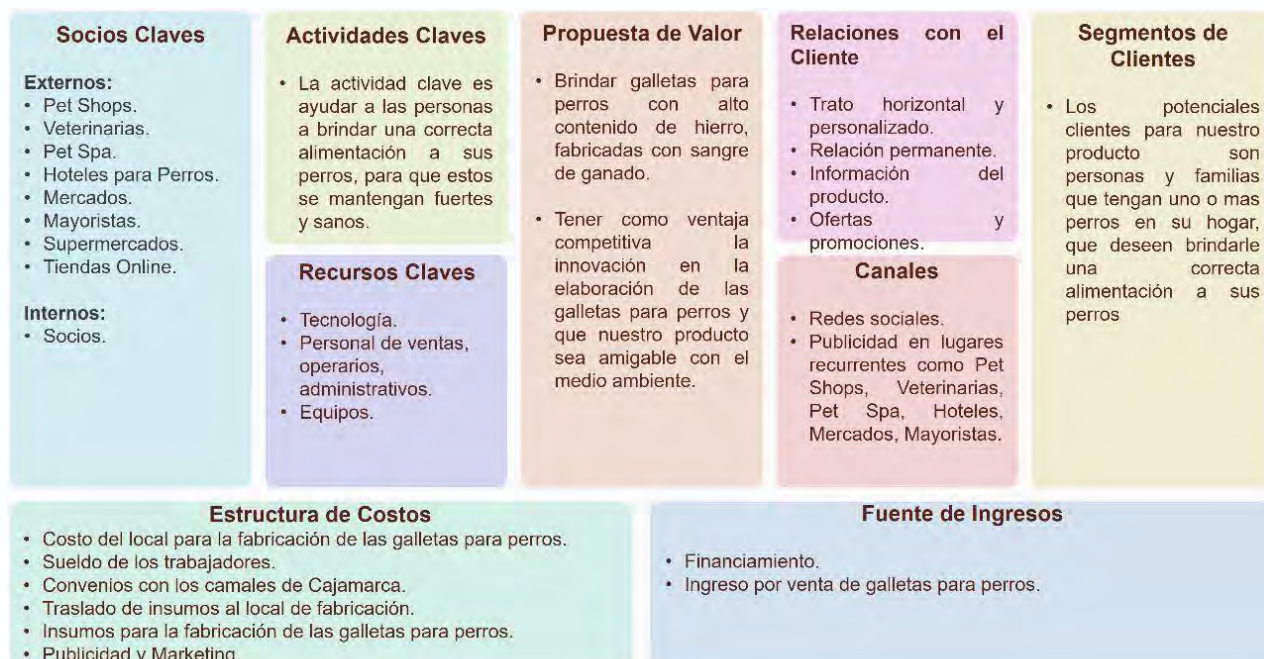 Socios Claves
Externos:
• Pet Shops.
• Veterinarias.
• Pet Spa.
• Hoteles para Perros.
• Mercados.
• Mayoristas.
• Supermercados.
• Tiendas Online.
Internos:
• Socios.
Actividades Claves
• La actividad clave es
ayudar a las personas
a brindar una correcta
alimentación a sus
perros, para que estos
se mantengan fuertes
y sanos.
Recursos Claves
• Tecnología.
• Personal de ventas,
operarios,
administrativos.
• Equipos.
Propuesta de Valor
• Brindar galletas para
perros con alto
contenido de hierro,
fabricadas con sangre
de ganado.
• Tener como ventaja
competitiva la
innovación en la
elaboración de las
galletas para perros y
que nuestro producto
sea amigable con el
medio ambiente.
Relaciones con el
Cliente
• Trato horizontal y
personalizado.
• Relación permanente.
• Información del
producto.
• Ofertas y
promociones.
Canales
• Redes sociales.
• Publicidad en lugares
recurrentes como Pet
Shops, Veterinarias,
Pet Spa, Hoteles,
Mercados, Mayoristas.
Segmentos de
Clientes
• Los potenciales
clientes para nuestro
producto son
personas y familias
que tengan uno o mas
perros en su hogar,
que deseen brindarle
una correcta
alimentación a sus
perros
Estructura de Costos
• Costo del local para la fabricación de las galletas para perros.
• Sueldo de los trabajadores.
• Convenios con los camales de Cajamarca.
• Traslado de insumos al local de fabricación.
• Insumos para la fabricación de las galletas para perros.
• Publicidad y Marketing
Fuente de Ingresos
• Financiamiento.
• Ingreso por venta de galletas para perros.